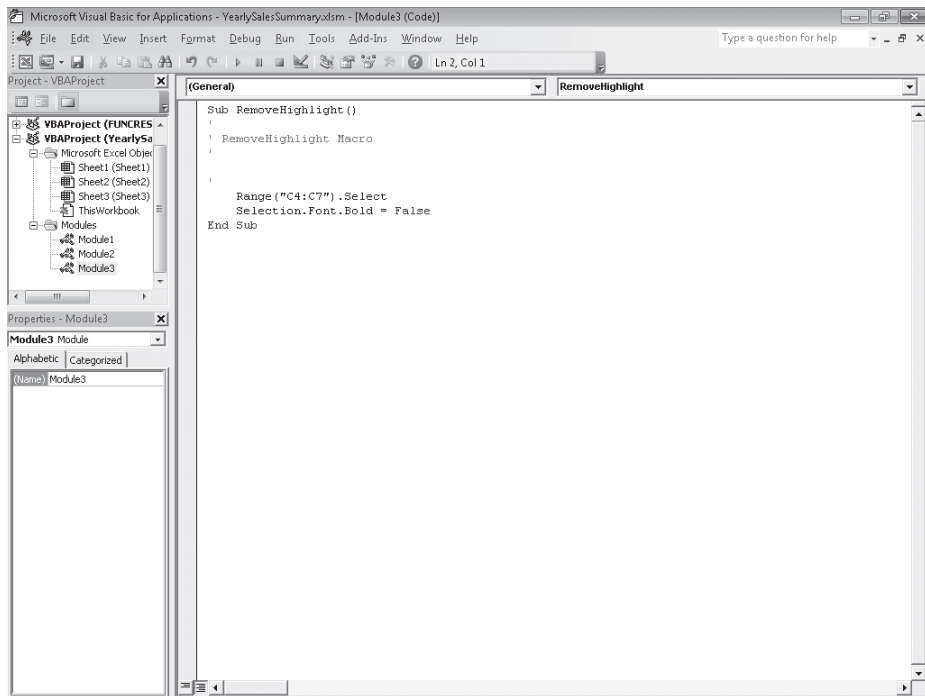 Microsoft Visual Basic for Applications - YearlySalesSummary.xlsm - [Module3 (Code)]
File Edit View Insert Format Debug Run Tools Add-Ins Window Help
Type a question for help
Ln 2, Col 1
Project - VBAProject
VBAProject (FUNCRES
VBAProject (YearlySa
Microsoft Excel Objec
Sheet1 (Sheet1)
Sheet2 (Sheet2)
Sheet3 (Sheet3)
ThisWorkbook
Modules
Module1
Module2
Module3
Properties - Module3
Module3 Module
Alphabetic Categorized
(Name) Module3
(General)
RemoveHighlight
Sub RemoveHighlight()
'
' RemoveHighlight Macro
'
'
Range("C4:C7").Select
Selection.Font.Bold = False
End Sub